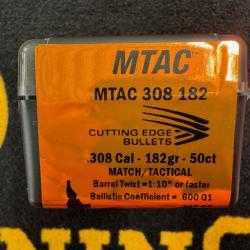 MTAC
MTAC 308 182
CUTTING EDGE
BULLETS
.308 Cal - 182gr - 50ct
MATCH/TACTICAL
Barrel Twist =1:10" or faster
Ballistic Coefficient = .600 G1